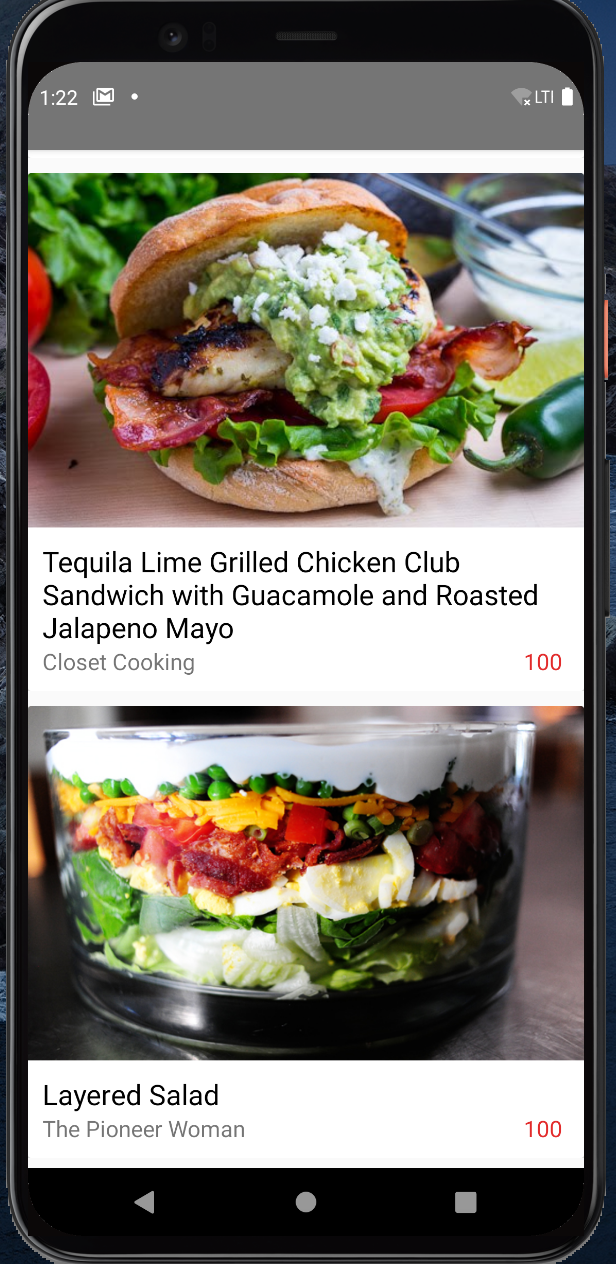 1:22
LTI
Tequila Lime Grilled Chicken Club
Sandwich with Guacamole and Roasted
Jalapeno Mayo
Closet Cooking
100
Layered Salad
The Pioneer Woman
100